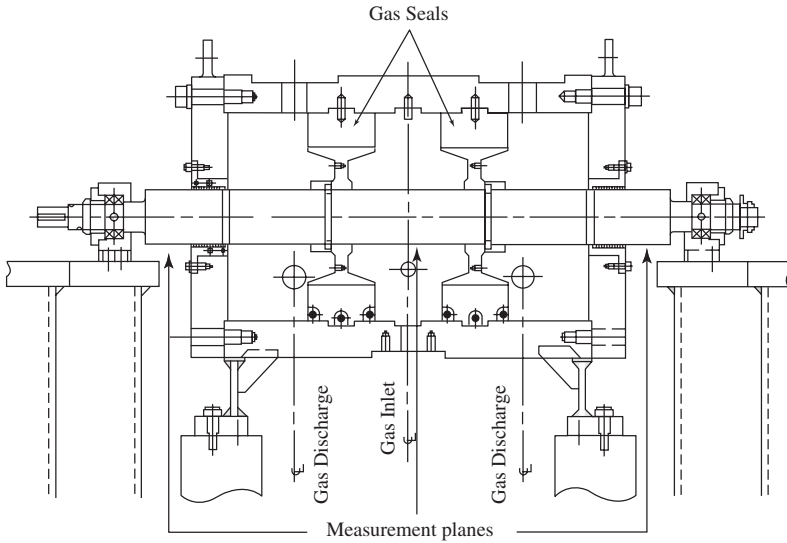 Gas Seals
Gas Discharge
Gas Inlet
Gas Discharge
Measurement planes